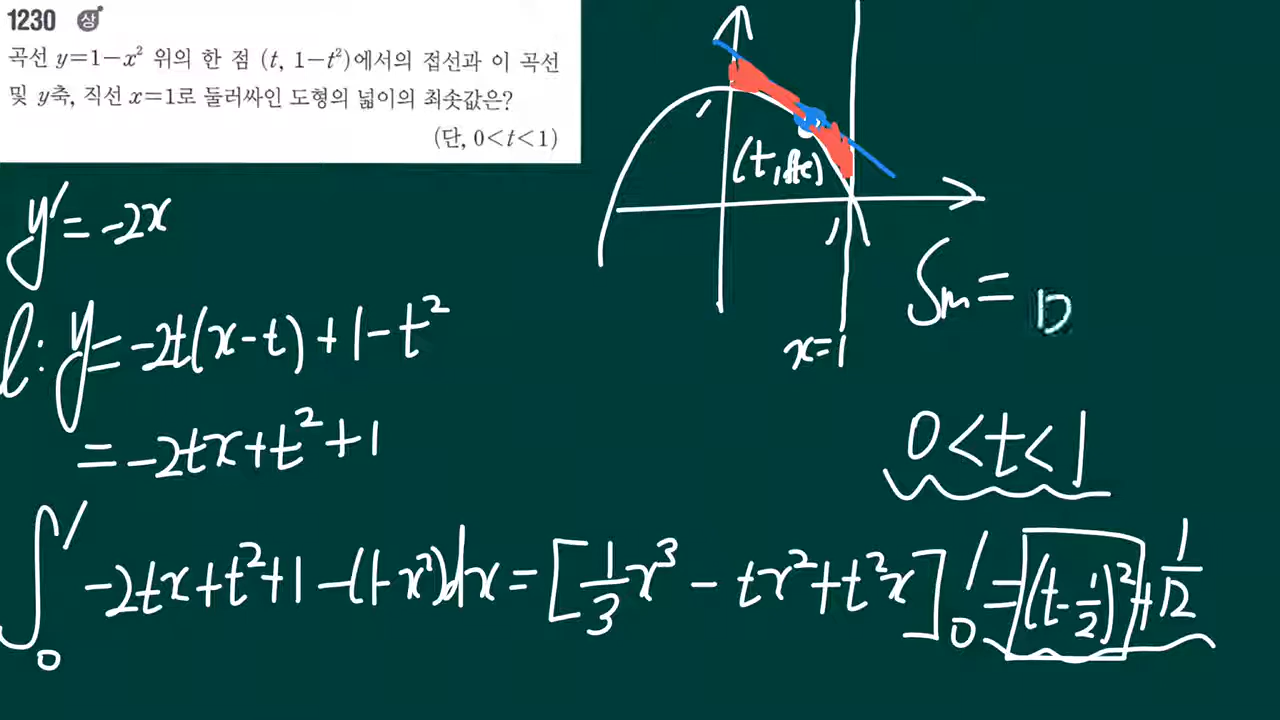 1230 상
곡선 y=1-x² 위의 한 점 (t, 1-t²)에서의 접선과 이 곡선
및 y축, 직선 x=1로 둘러싸인 도형의 넓이의 최솟값은?
(단, 0<t<1)
y'=-2x
l: y=-2t(x-t)+1-t²
=-2tx+t²+1
x=1
Sm=
12
0<t<1
∫₀¹ -2tx+t²+1-(1-x²)dx=[1/3 x³-tx²+t²x]₀¹=(t-1/2)²+1/12